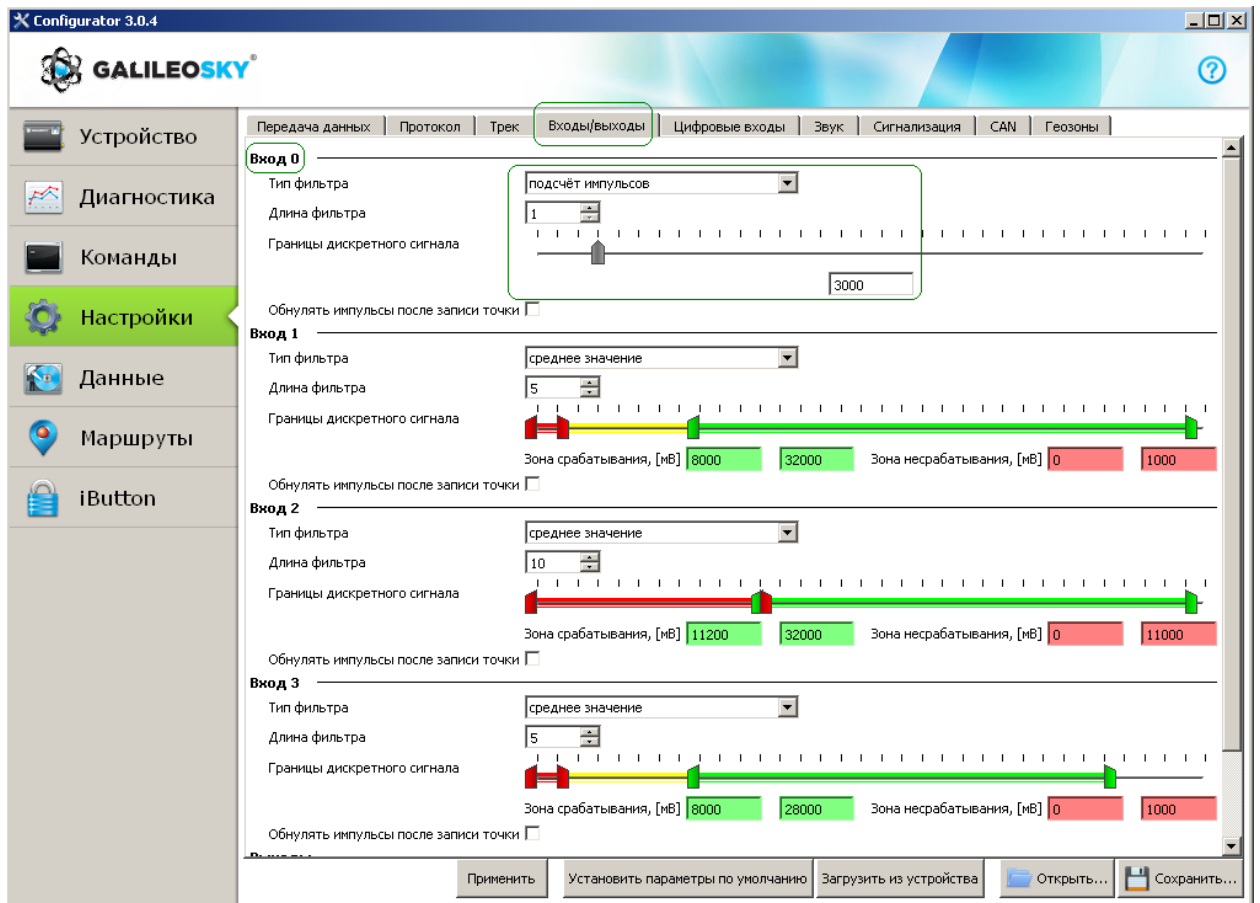 Configurator 3.0.4
GALILEOSKY®
Устройство
Диагностика
Команды
Настройки
Данные
Маршруты
iButton
Передача данных Протокол Трек Входы/выходы Цифровые входы Звук Сигнализация CAN Геозоны
Вход 0
Тип фильтра подсчёт импульсов
Длина фильтра 1
Границы дискретного сигнала
3000
Обнулять импульсы после записи точки
Вход 1
Тип фильтра среднее значение
Длина фильтра 5
Границы дискретного сигнала
Зона срабатывания, [мВ] 8000 32000 Зона несрабатывания, [мВ] 0 1000
Обнулять импульсы после записи точки
Вход 2
Тип фильтра среднее значение
Длина фильтра 10
Границы дискретного сигнала
Зона срабатывания, [мВ] 11200 32000 Зона несрабатывания, [мВ] 0 11000
Обнулять импульсы после записи точки
Вход 3
Тип фильтра среднее значение
Длина фильтра 5
Границы дискретного сигнала
Зона срабатывания, [мВ] 8000 28000 Зона несрабатывания, [мВ] 0 1000
Обнулять импульсы после записи точки
Применить Установить параметры по умолчанию Загрузить из устройства Открыть... Сохранить...